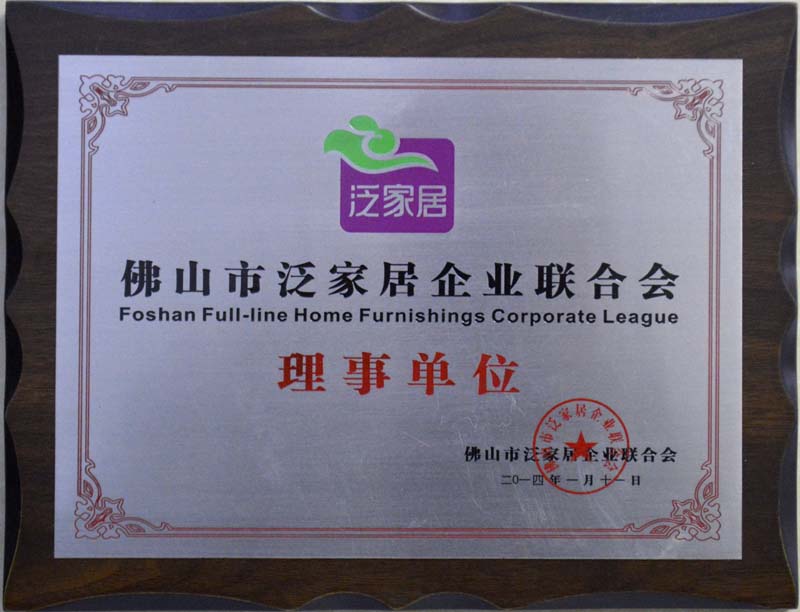 泛家居
佛山市泛家居企业联合会
Foshan Full-line Home Furnishings Corporate League
理事单位
佛山市泛家居企业联合会
佛山市泛家居企业联合会
二〇一四年一月十一日